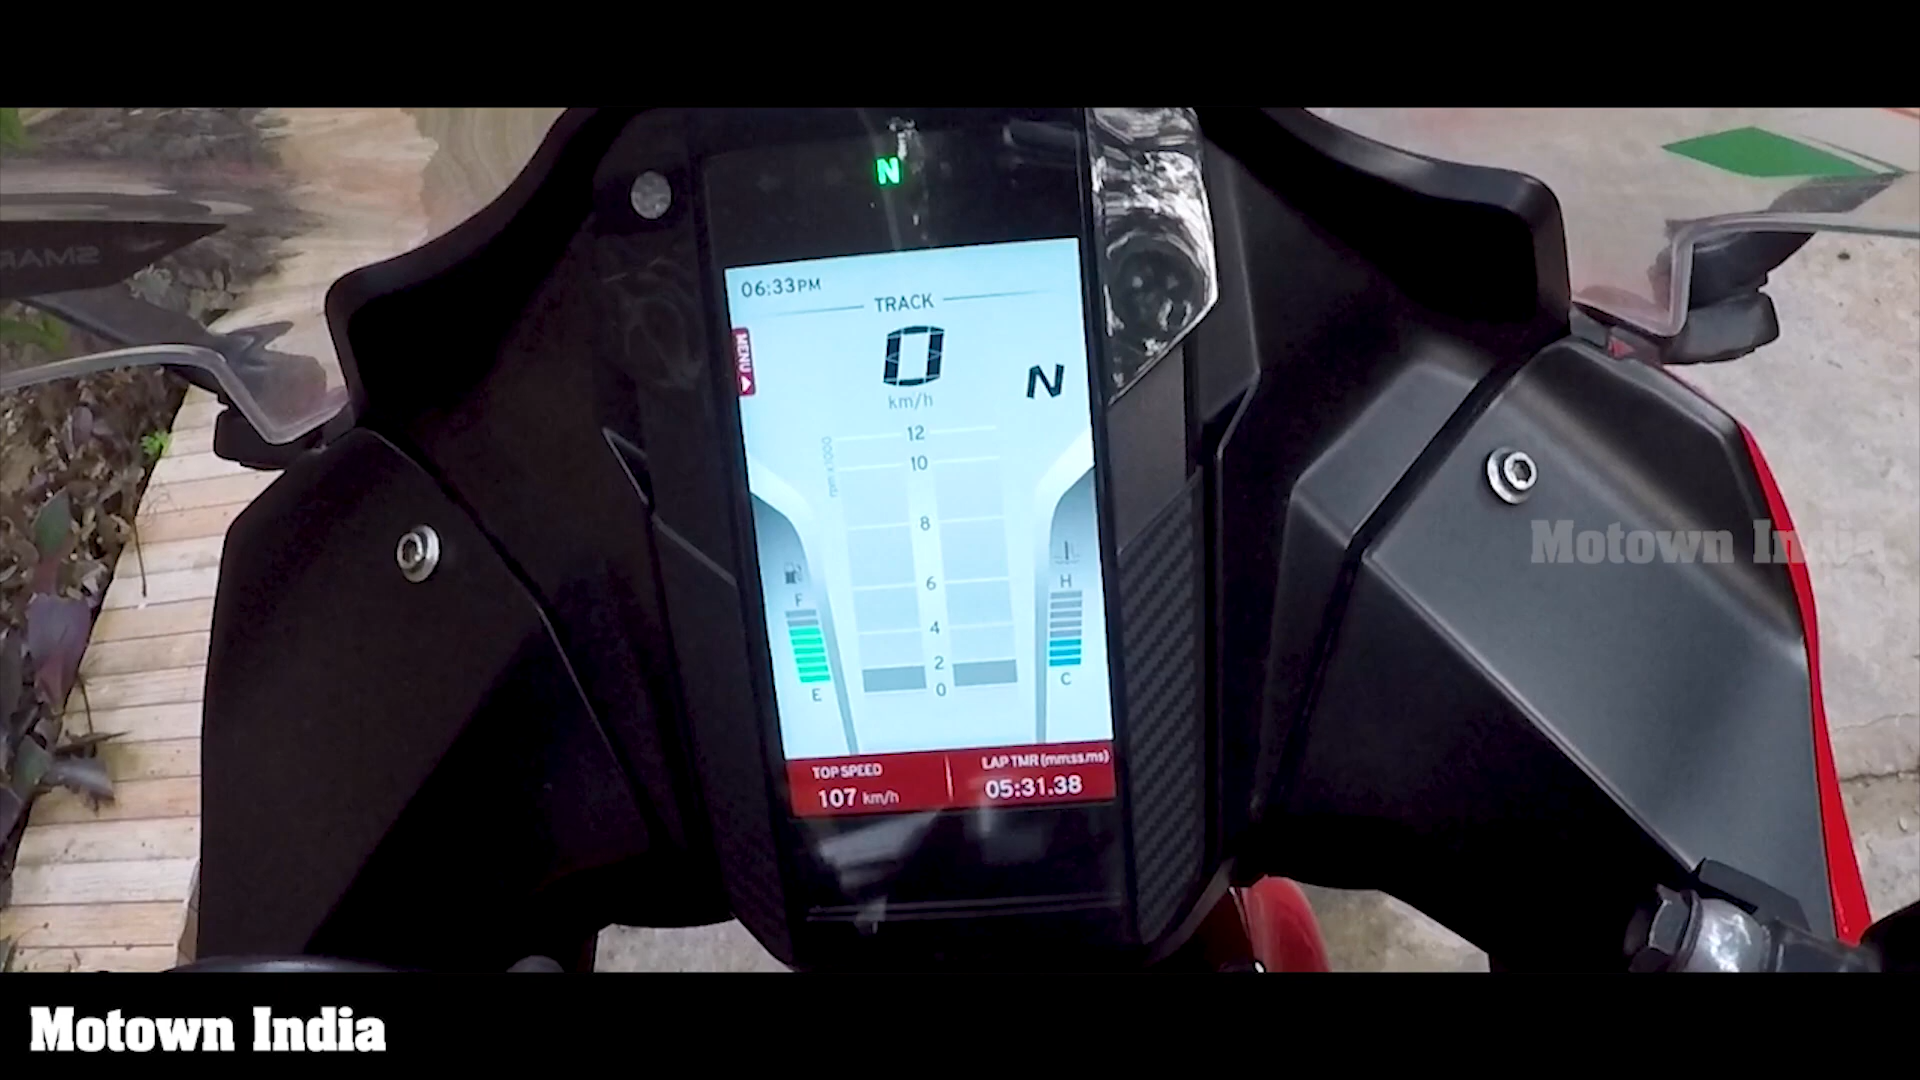 N
SMAR
06:33PM
TRACK
MENU
0
km/h
N
rpm x1000
12
10
8
6
4
2
0
F
E
H
C
TOP SPEED
107 km/h
LAP TMR (mm:ss.ms)
05:31.38
Motown India
Motown India